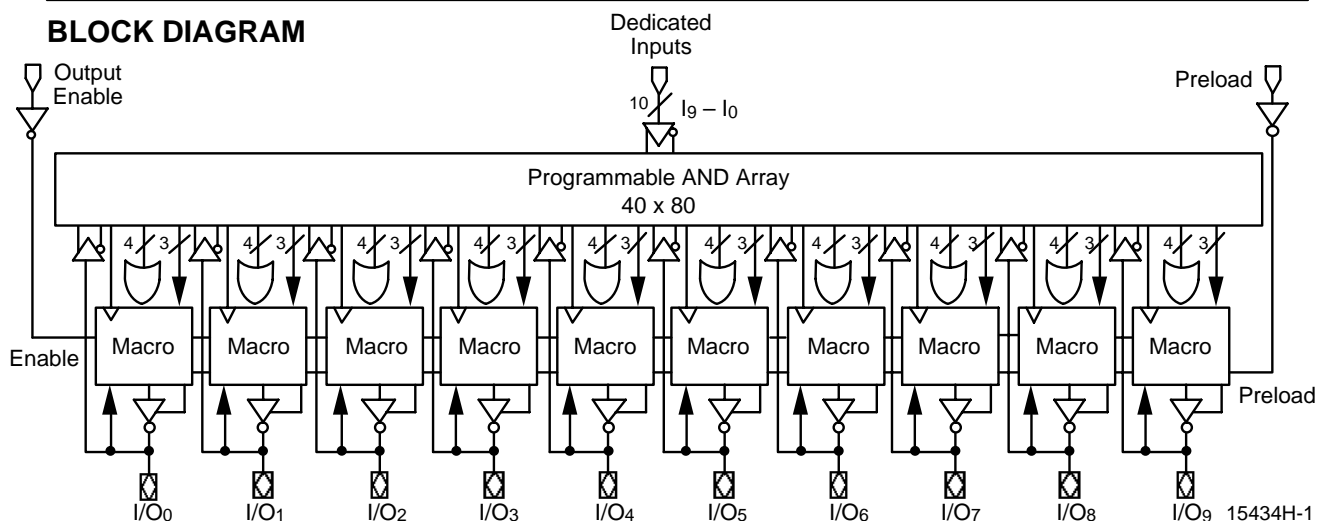 BLOCK DIAGRAM
Dedicated
Inputs
Output
Enable
Preload
10
I9 – I0
Programmable AND Array
40 x 80
4 3 4 3 4 3 4 3 4 3 4 3 4 3 4 3 4 3 4 3
Macro Macro Macro Macro Macro Macro Macro Macro Macro Macro
Enable
Preload
I/O0 I/O1 I/O2 I/O3 I/O4 I/O5 I/O6 I/O7 I/O8 I/O9 15434H-1